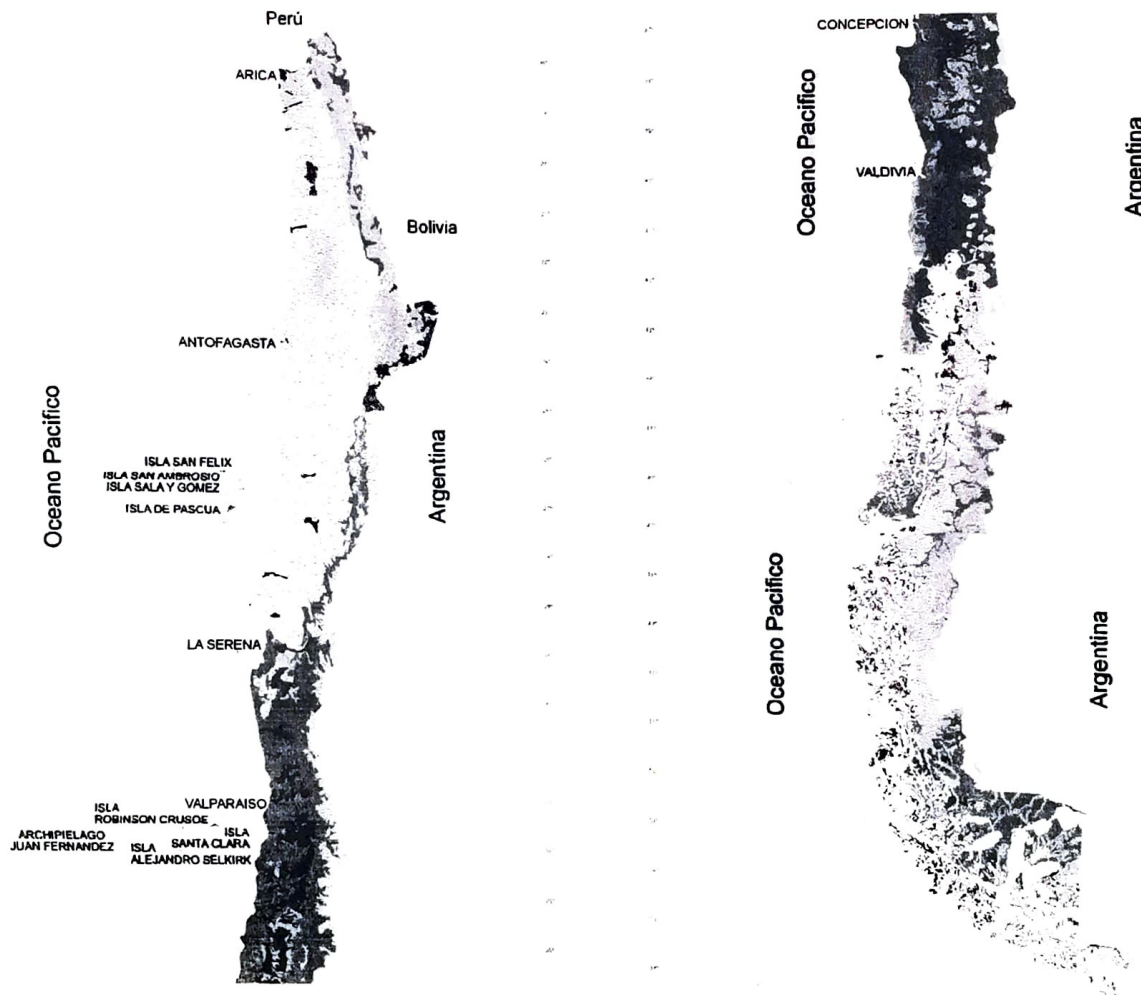 Perú
ARICA
Bolivia
ANTOFAGASTA
Oceano Pacifico
Argentina
ISLA SAN FELIX
ISLA SAN AMBROSIO
ISLA SALA Y GOMEZ
ISLA DE PASCUA
LA SERENA
VALPARAISO
ISLA
ROBINSON CRUSOE
ARCHIPIELAGO
JUAN FERNANDEZ
ISLA
SANTA CLARA
ISLA
ALEJANDRO SELKIRK
CONCEPCION
Oceano Pacifico
Argentina
VALDIVIA
Oceano Pacifico
Argentina